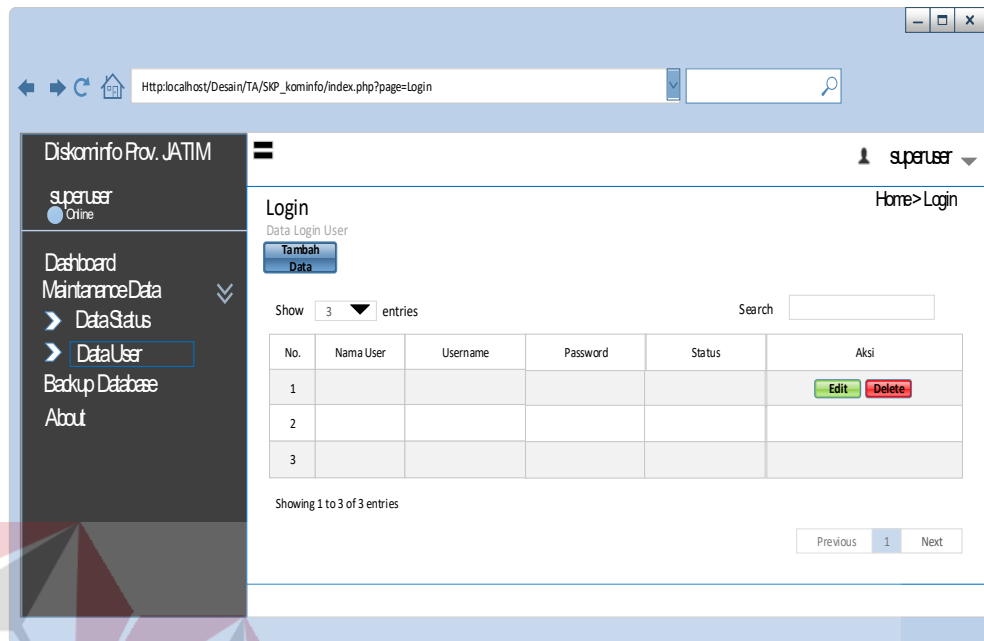 Http:localhost/Desain/TA/SKP_kominfo/index.php?page=Login
Diskominfo Prov. JATIM
superuser
Online
Dashboard
Maintanance Data
Data Status
Data User
Backup Database
About
superuser
Home > Login
Login
Data Login User
Tambah
Data
Show 3 entries Search
No. Nama User Username Password Status Aksi
1 Edit Delete
2
3
Showing 1 to 3 of 3 entries
Previous 1 Next